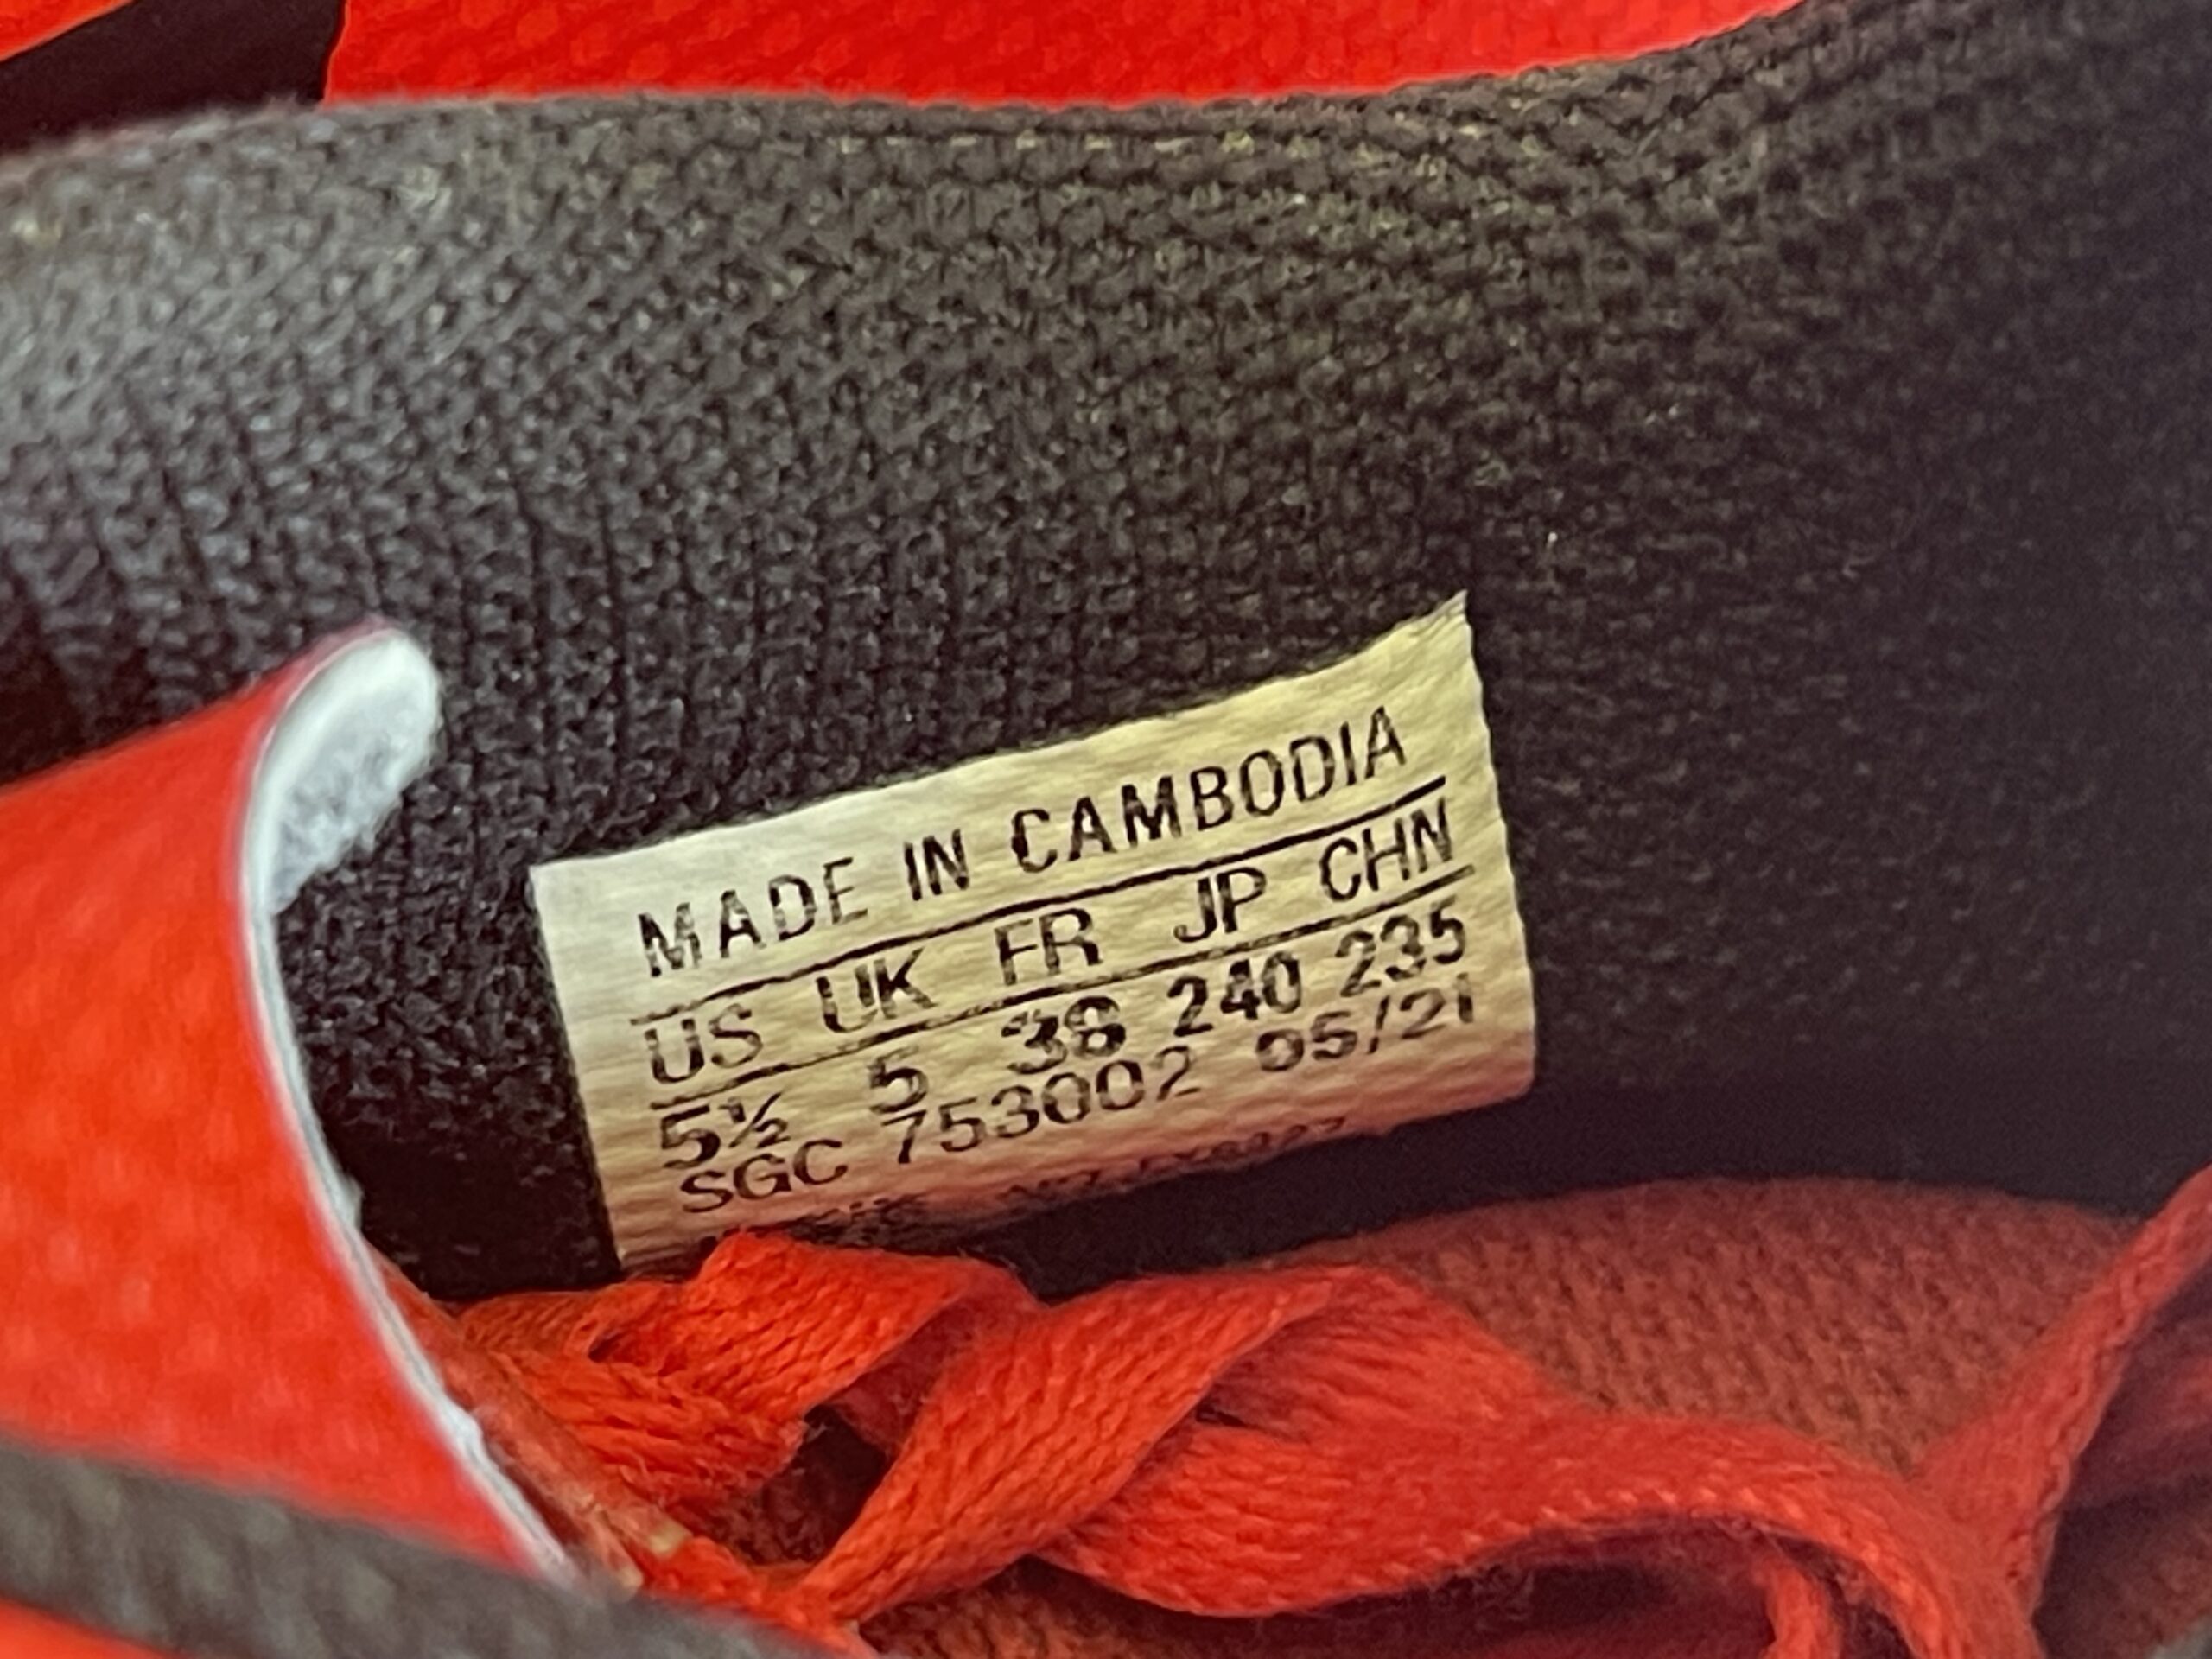 MADE IN CAMBODIA
US UK FR JP CHN
5½ 5 38 240 235
SGC 753002 05/21